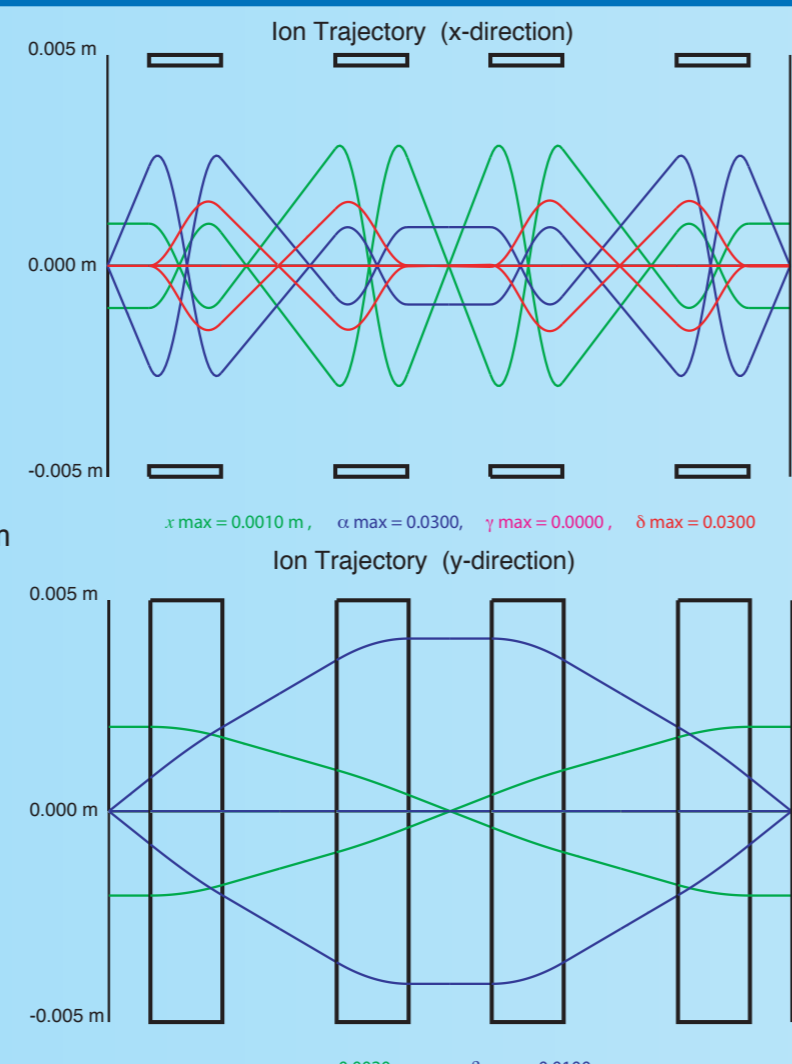 Ion Trajectory (x-direction)
0.005 m
0.000 m
-0.005 m
x max = 0.0010 m , α max = 0.0300, γ max = 0.0000 , δ max = 0.0300
Ion Trajectory (y-direction)
0.005 m
0.000 m
-0.005 m